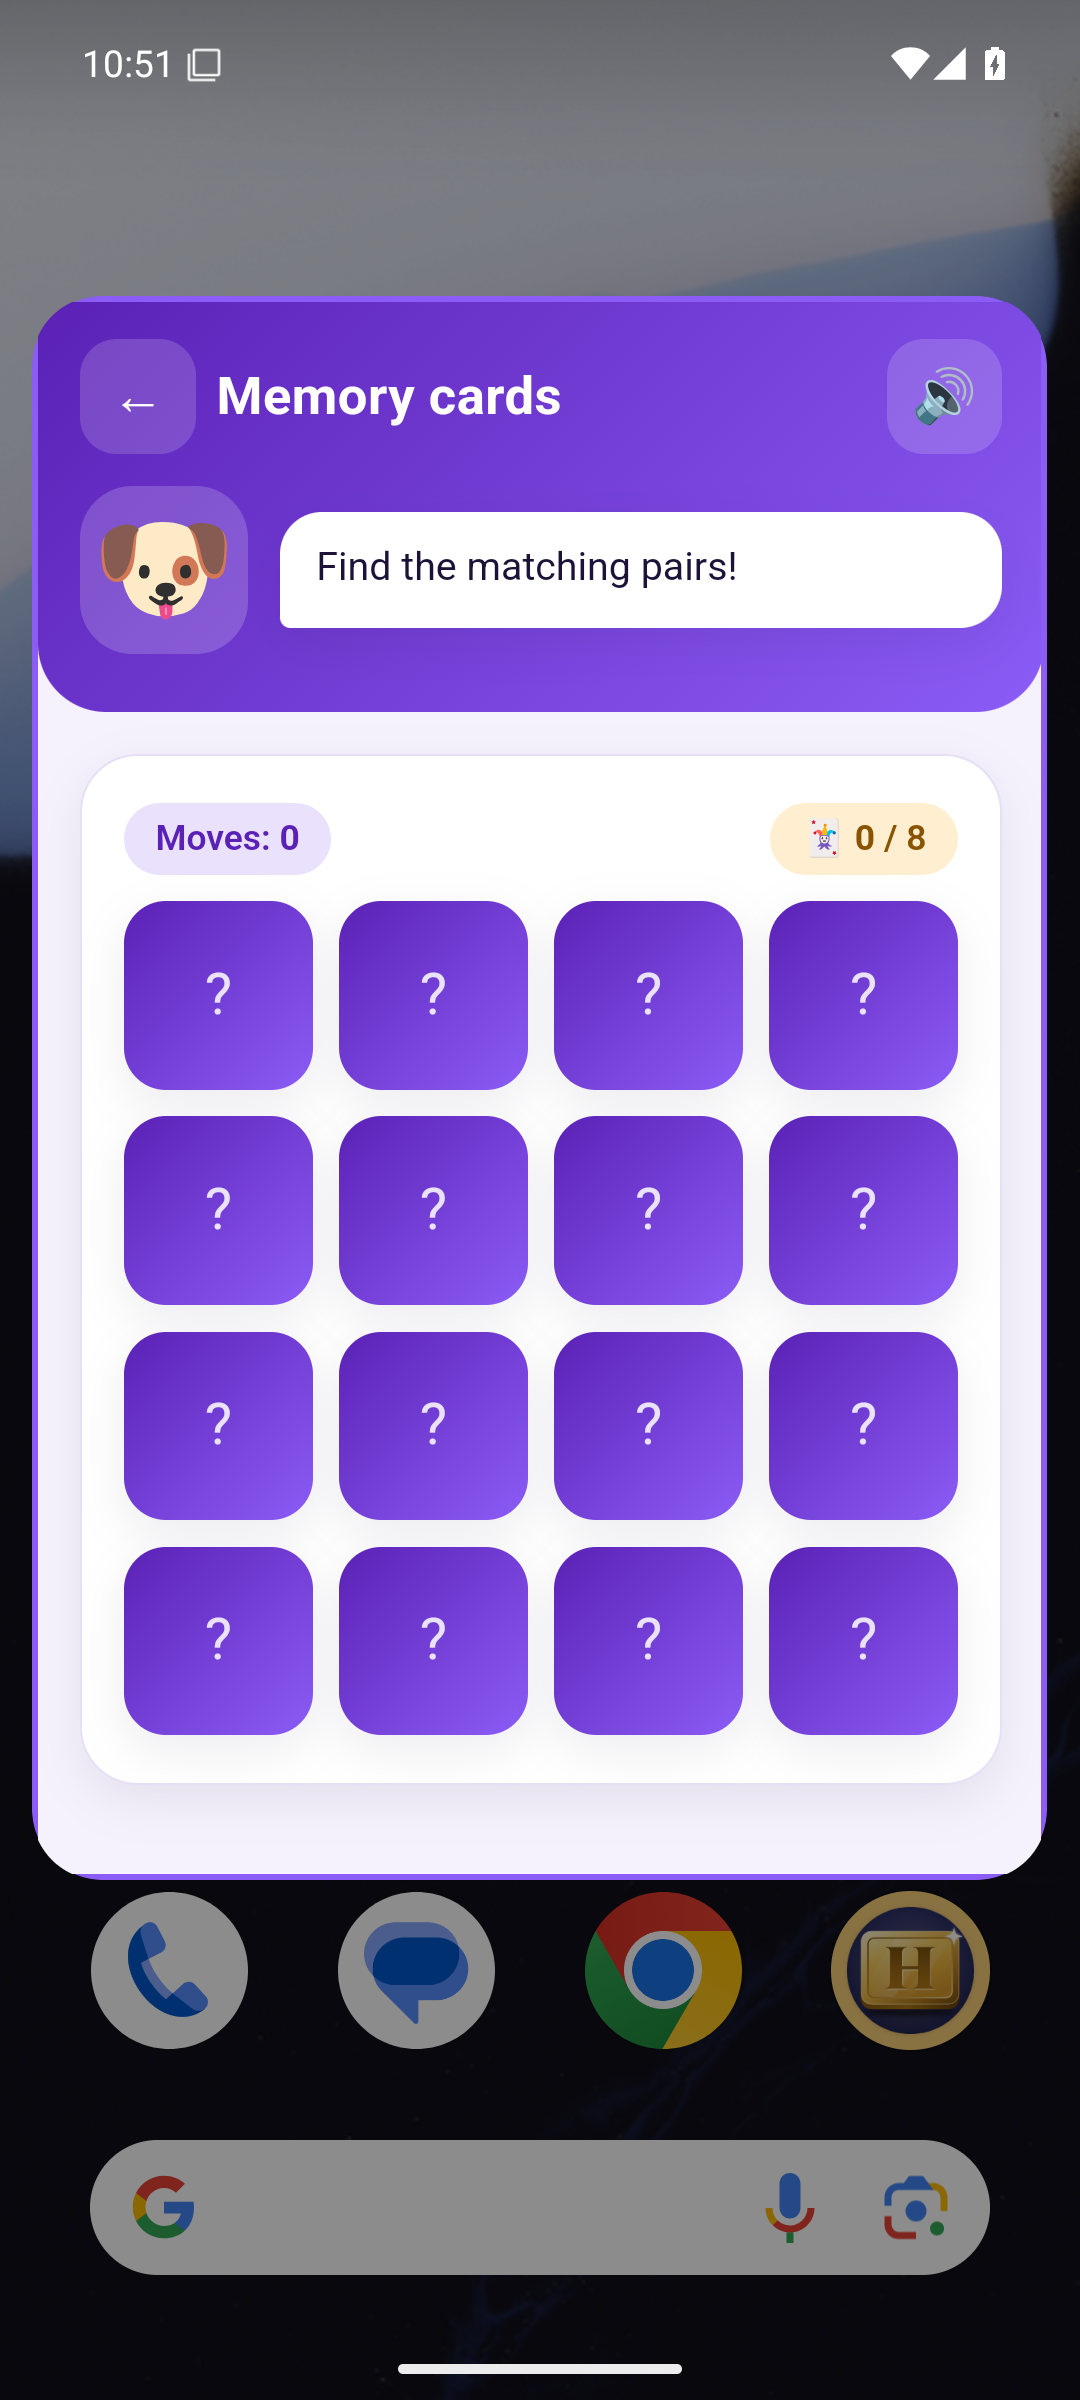 10:51
←
Memory cards
Find the matching pairs!
Moves: 0
0 / 8
? ? ? ?
? ? ? ?
? ? ? ?
? ? ? ?
H
G